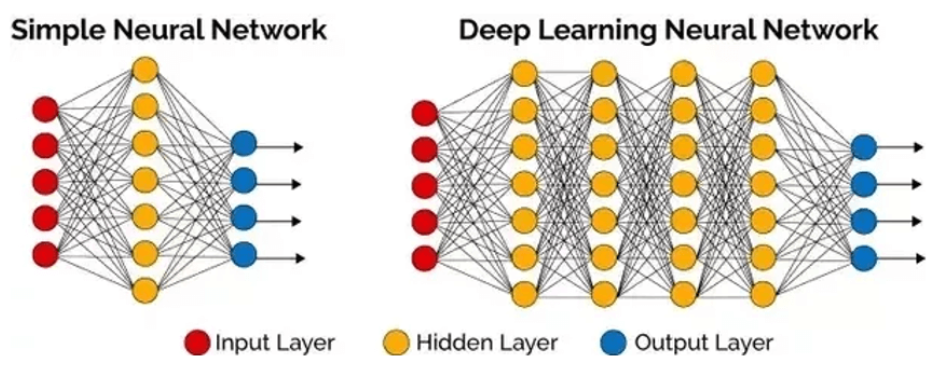 Simple Neural Network
Deep Learning Neural Network
Input Layer
Hidden Layer
Output Layer